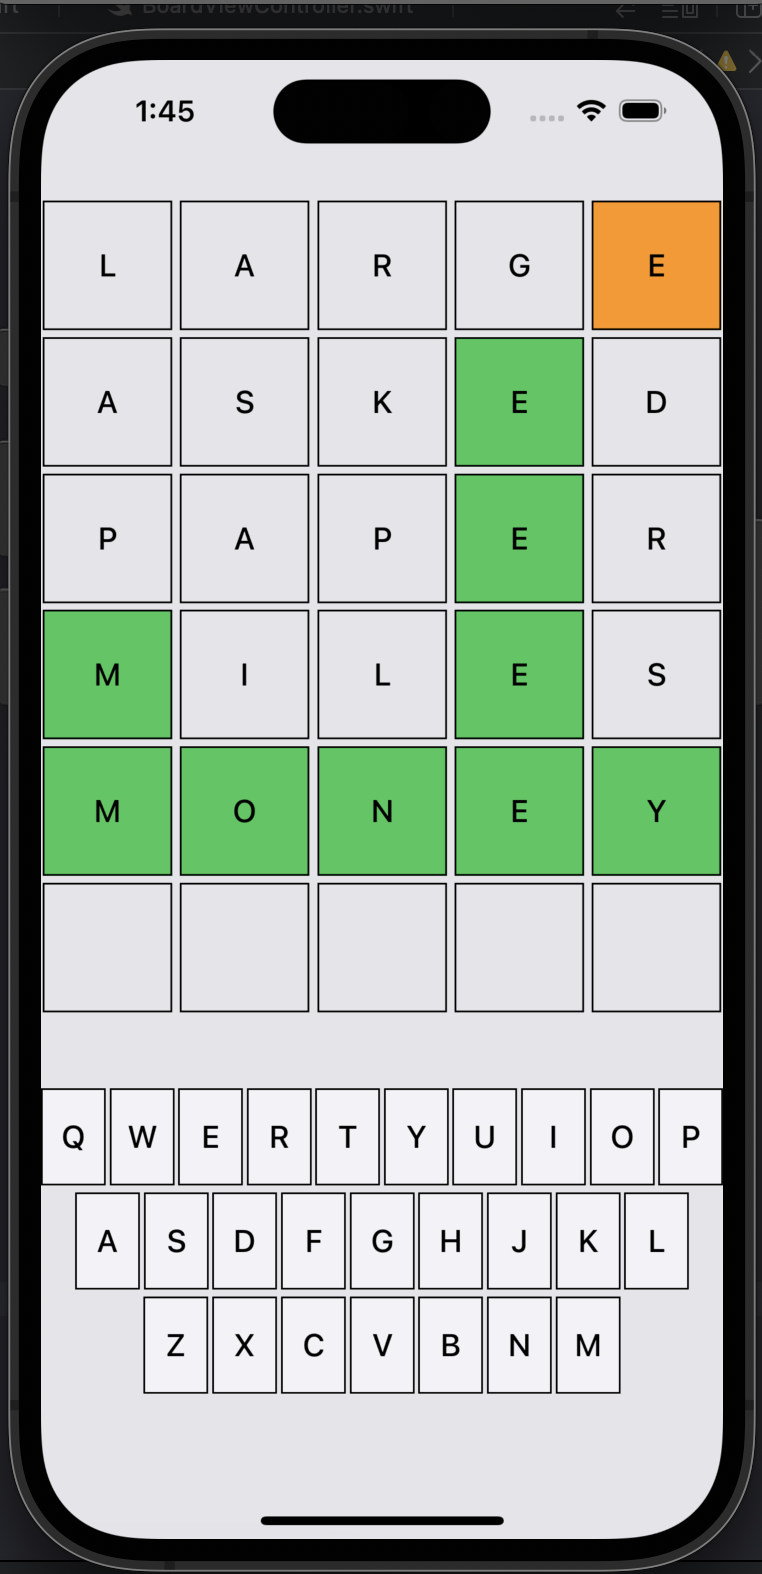 BoardViewController.swift
1:45
L A R G E
A S K E D
P A P E R
M I L E S
M O N E Y
Q W E R T Y U I O P
A S D F G H J K L
Z X C V B N M